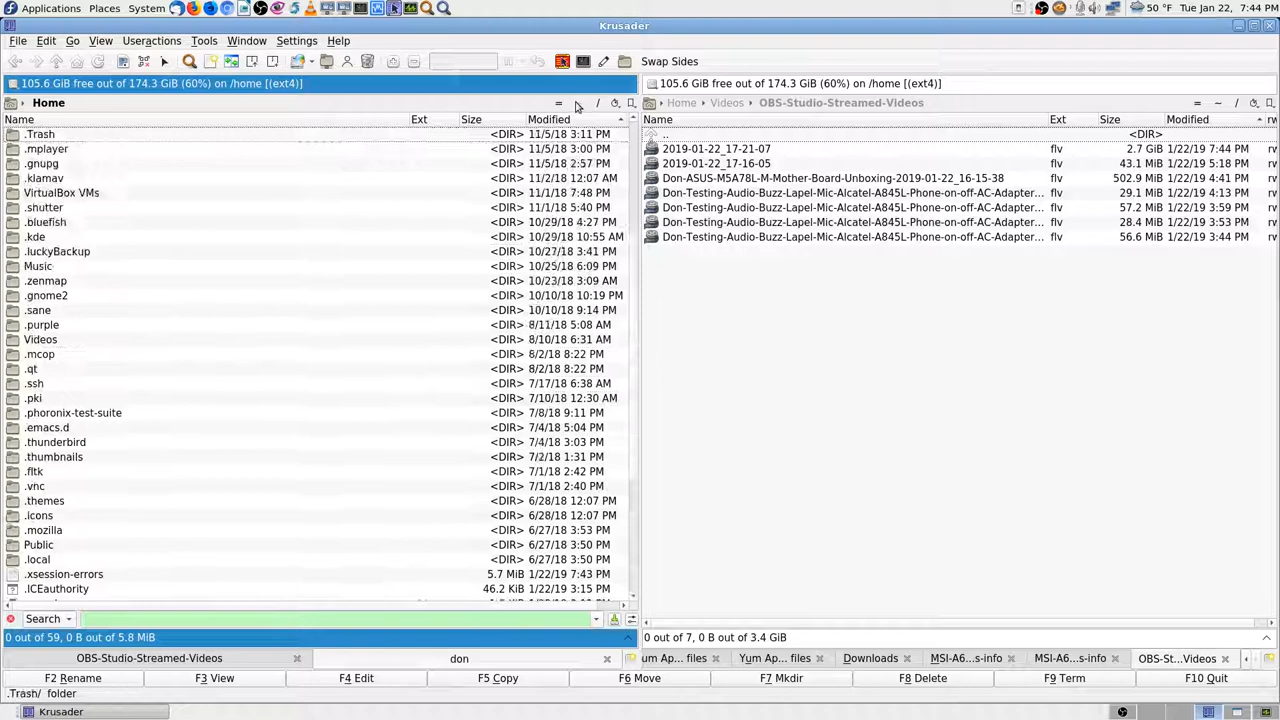 Applications Places System 50 °F Tue Jan 22, 7:44 PM
Krusader
File Edit Go View Useractions Tools Window Settings Help
Swap Sides
105.6 GiB free out of 174.3 GiB (60%) on /home [(ext4)] 105.6 GiB free out of 174.3 GiB (60%) on /home [(ext4)]
Home = / Home Videos OBS-Studio-Streamed-Videos = ~ /
Name Ext Size Modified Name Ext Size Modified
.Trash <DIR> 11/5/18 3:11 PM .. <DIR>
.mplayer <DIR> 11/5/18 3:00 PM 2019-01-22_17-21-07 flv 2.7 GiB 1/22/19 7:44 PM rw
.gnupg <DIR> 11/5/18 2:57 PM 2019-01-22_17-16-05 flv 43.1 MiB 1/22/19 5:18 PM rw
.klamav <DIR> 11/2/18 12:07 AM Don-ASUS-M5A78L-M-Mother-Board-Unboxing-2019-01-22_16-15-38 flv 502.9 MiB 1/22/19 4:41 PM rw
VirtualBox VMs <DIR> 11/1/18 7:48 PM Don-Testing-Audio-Buzz-Lapel-Mic-Alcatel-A845L-Phone-on-off-AC-Adapter... flv 29.1 MiB 1/22/19 4:13 PM rw
.shutter <DIR> 11/1/18 5:40 PM Don-Testing-Audio-Buzz-Lapel-Mic-Alcatel-A845L-Phone-on-off-AC-Adapter... flv 57.2 MiB 1/22/19 3:59 PM rw
.bluefish <DIR> 10/29/18 4:27 PM Don-Testing-Audio-Buzz-Lapel-Mic-Alcatel-A845L-Phone-on-off-AC-Adapter... flv 28.4 MiB 1/22/19 3:53 PM rw
.kde <DIR> 10/29/18 10:55 AM Don-Testing-Audio-Buzz-Lapel-Mic-Alcatel-A845L-Phone-on-off-AC-Adapter... flv 56.6 MiB 1/22/19 3:44 PM rw
.luckyBackup <DIR> 10/27/18 3:41 PM
Music <DIR> 10/25/18 6:09 PM
.zenmap <DIR> 10/23/18 3:09 AM
.gnome2 <DIR> 10/10/18 10:19 PM
.sane <DIR> 10/10/18 9:14 PM
.purple <DIR> 8/11/18 5:08 AM
Videos <DIR> 8/10/18 6:31 AM
.mcop <DIR> 8/2/18 8:22 PM
.qt <DIR> 8/2/18 8:22 PM
.ssh <DIR> 7/17/18 6:38 AM
.pki <DIR> 7/10/18 12:30 AM
.phoronix-test-suite <DIR> 7/8/18 9:11 PM
.emacs.d <DIR> 7/4/18 5:04 PM
.thunderbird <DIR> 7/4/18 3:03 PM
.thumbnails <DIR> 7/2/18 1:31 PM
.fltk <DIR> 7/1/18 2:42 PM
.vnc <DIR> 7/1/18 2:40 PM
.themes <DIR> 6/28/18 12:07 PM
.icons <DIR> 6/28/18 12:07 PM
.mozilla <DIR> 6/27/18 3:53 PM
Public <DIR> 6/27/18 3:50 PM
.local <DIR> 6/27/18 3:50 PM
.xsession-errors 5.7 MiB 1/22/19 7:43 PM
.ICEauthority 46.2 KiB 1/22/19 3:15 PM
Search
0 out of 59, 0 B out of 5.8 MiB 0 out of 7, 0 B out of 3.4 GiB
OBS-Studio-Streamed-Videos don um Ap... files Yum Ap... files Downloads MSI-A6...s-info MSI-A6...s-info OBS-St...Videos
F2 Rename F3 View F4 Edit F5 Copy F6 Move F7 Mkdir F8 Delete F9 Term F10 Quit
.Trash/ folder
Krusader